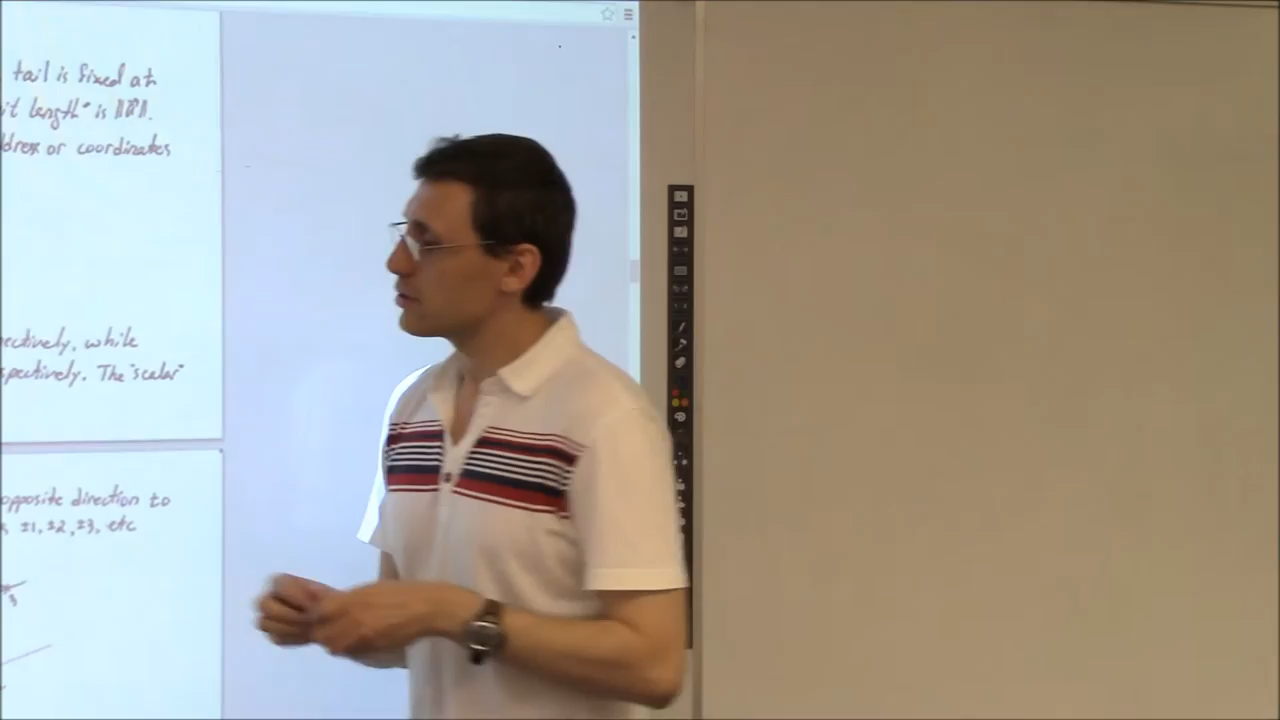 tail is fixed at
it length" is ||R||.
dress or coordinates
ectively, while
spectively. The "scalar"
opposite direction to
±1, ±2, ±3, etc